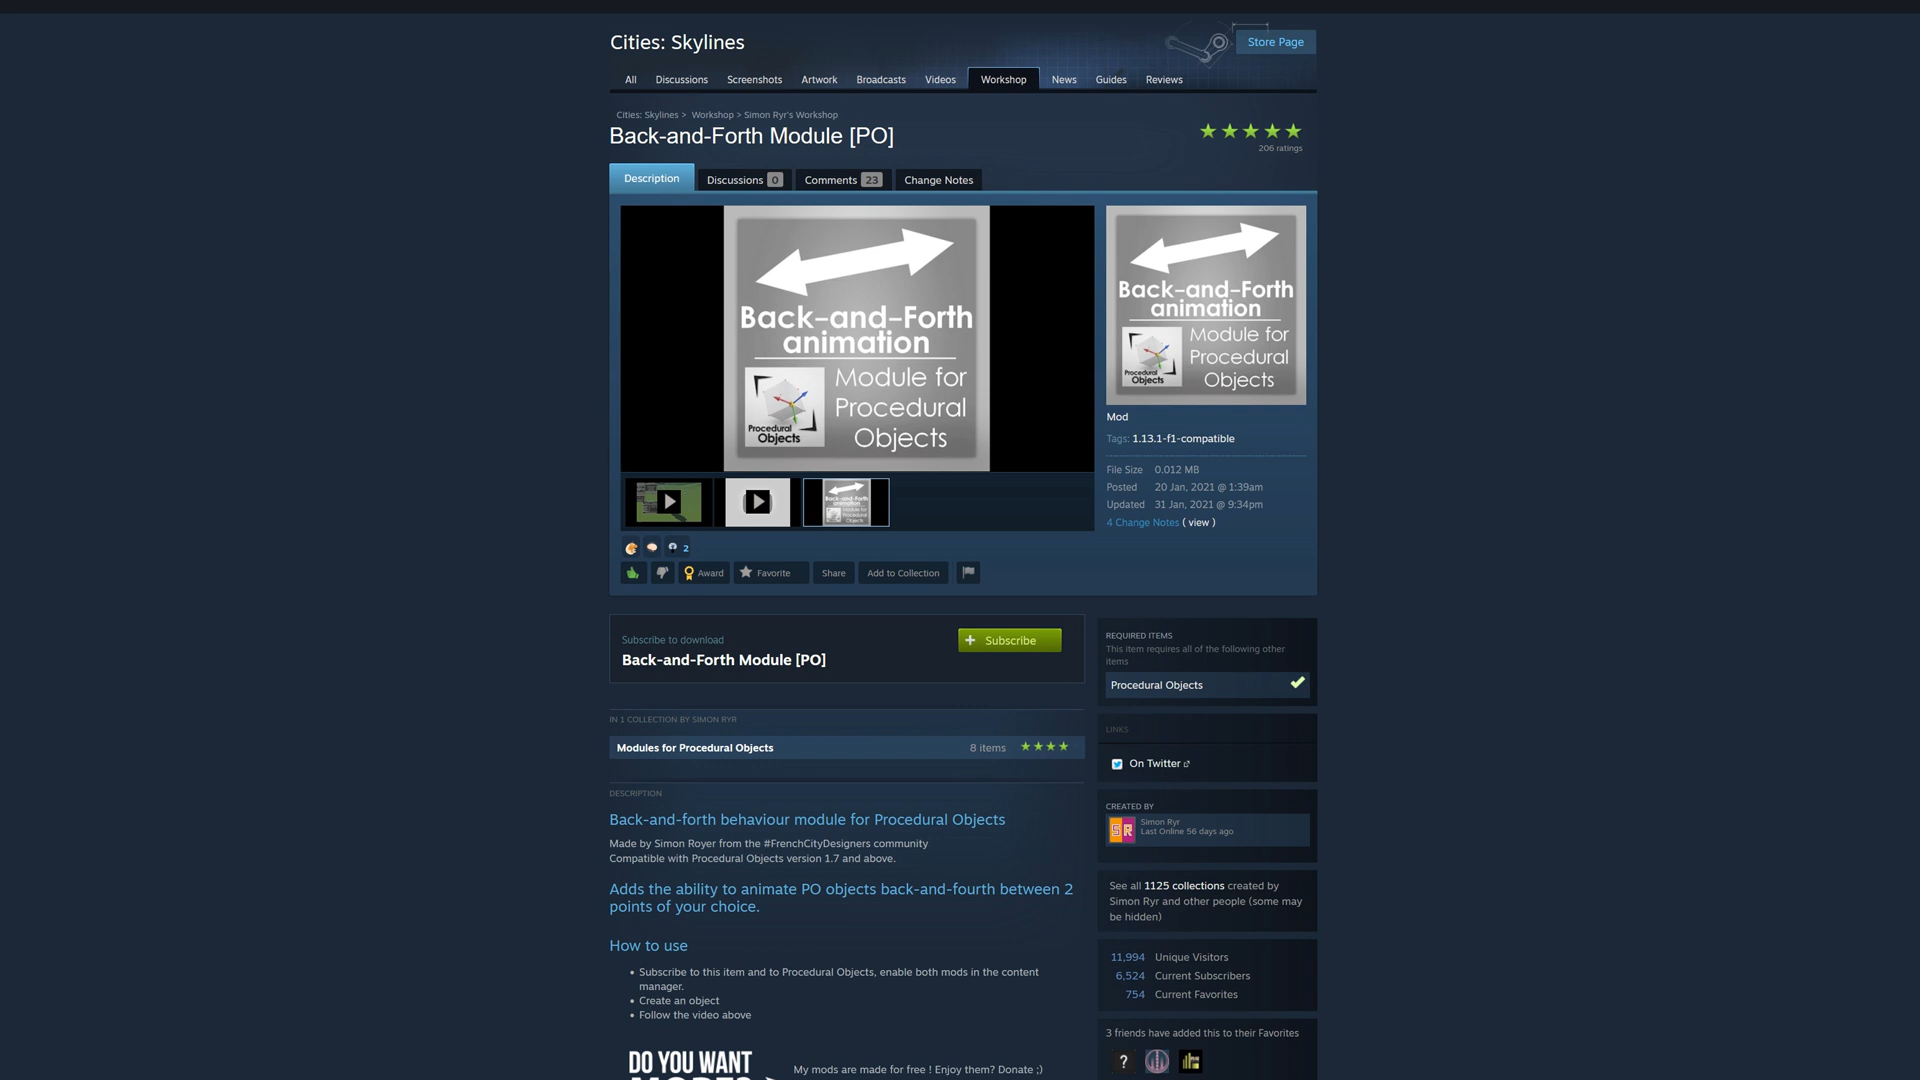 Cities: Skylines
Store Page
All Discussions Screenshots Artwork Broadcasts Videos Workshop News Guides Reviews
Cities: Skylines > Workshop > Simon Ryr's Workshop
Back-and-Forth Module [PO]
206 ratings
Description Discussions 0 Comments 23 Change Notes
Back-and-Forth
animation
Module for
Procedural
Objects
Procedural
Objects
Back-and-Forth
animation
Module for
Procedural
Objects
Procedural
Objects
Mod
Tags: 1.13.1-f1-compatible
File Size 0.012 MB
Posted 20 Jan, 2021 @ 1:39am
Updated 31 Jan, 2021 @ 9:34pm
4 Change Notes ( view )
Back-and-Forth
animation
Module for
Procedural
Objects
2
Award Favorite Share Add to Collection
Subscribe to download
Back-and-Forth Module [PO]
Subscribe
IN 1 COLLECTION BY SIMON RYR
Modules for Procedural Objects 8 items
DESCRIPTION
Back-and-forth behaviour module for Procedural Objects
Made by Simon Royer from the #FrenchCityDesigners community
Compatible with Procedural Objects version 1.7 and above.
Adds the ability to animate PO objects back-and-fourth between 2
points of your choice.
How to use
• Subscribe to this item and to Procedural Objects, enable both mods in the content
manager.
• Create an object
• Follow the video above
DO YOU WANT
My mods are made for free ! Enjoy them? Donate ;)
REQUIRED ITEMS
This item requires all of the following other
items
Procedural Objects
LINKS
On Twitter
CREATED BY
SR
Simon Ryr
Last Online 56 days ago
See all 1125 collections created by
Simon Ryr and other people (some may
be hidden)
11,994 Unique Visitors
6,524 Current Subscribers
754 Current Favorites
3 friends have added this to their Favorites
?